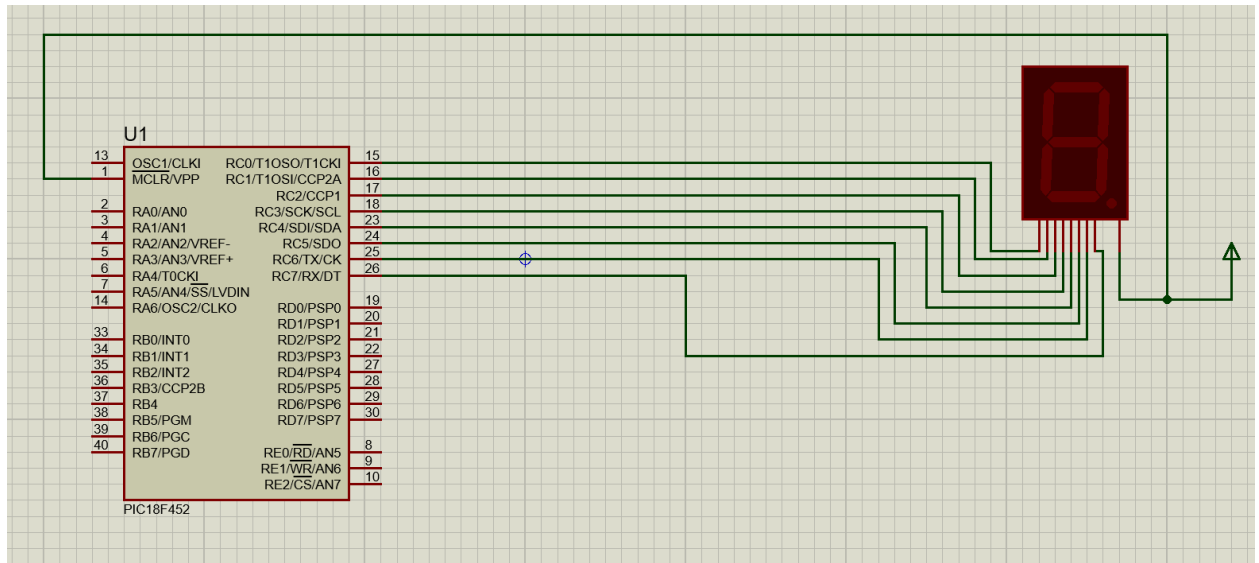 U1
13 OSC1/CLKI RC0/T1OSO/T1CKI 15
1 MCLR/VPP RC1/T1OSI/CCP2A 16
RC2/CCP1 17
2 RA0/AN0 RC3/SCK/SCL 18
3 RA1/AN1 RC4/SDI/SDA 23
4 RA2/AN2/VREF- RC5/SDO 24
5 RA3/AN3/VREF+ RC6/TX/CK 25
6 RA4/T0CKI RC7/RX/DT 26
7 RA5/AN4/SS/LVDIN
14 RA6/OSC2/CLKO RD0/PSP0 19
RD1/PSP1 20
33 RB0/INT0 RD2/PSP2 21
34 RB1/INT1 RD3/PSP3 22
35 RB2/INT2 RD4/PSP4 27
36 RB3/CCP2B RD5/PSP5 28
37 RB4 RD6/PSP6 29
38 RB5/PGM RD7/PSP7 30
39 RB6/PGC
40 RB7/PGD RE0/RD/AN5 8
RE1/WR/AN6 9
RE2/CS/AN7 10
PIC18F452